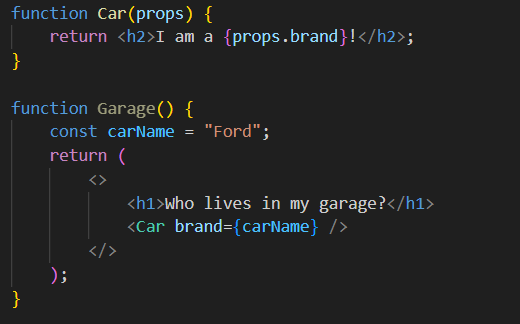 function Car(props) {
    return <h2>I am a {props.brand}!</h2>;
}

function Garage() {
    const carName = "Ford";
    return (
        <>
            <h1>Who lives in my garage?</h1>
            <Car brand={carName} />
        </>
    );
}